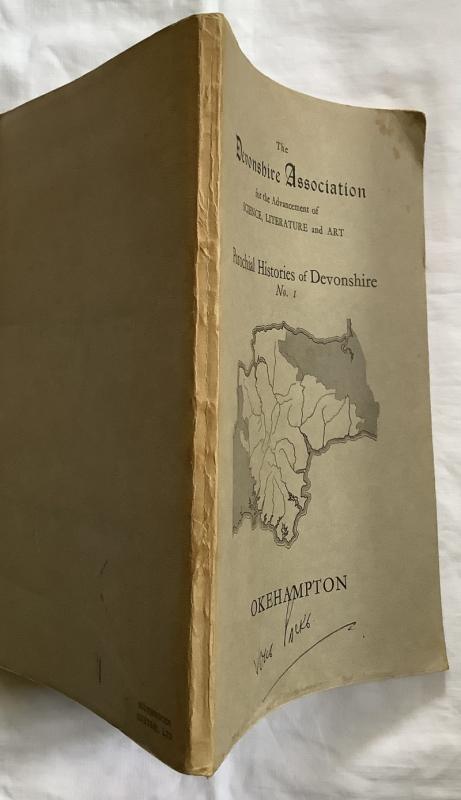 The
Devonshire Association
for the Advancement of
SCIENCE, LITERATURE and ART
Parochial Histories of Devonshire
No. 1
OKEHAMPTON